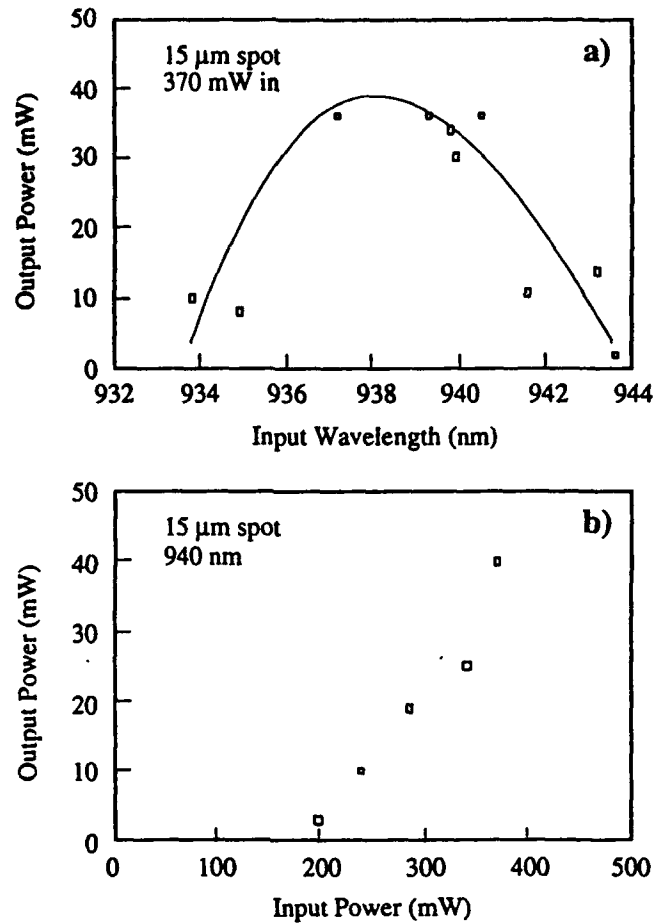 a)
15 µm spot
370 mW in
50
40
30
20
10
0
Output Power (mW)
932 934 936 938 940 942 944
Input Wavelength (nm)
b)
15 µm spot
940 nm
50
40
30
20
10
0
Output Power (mW)
0 100 200 300 400 500
Input Power (mW)